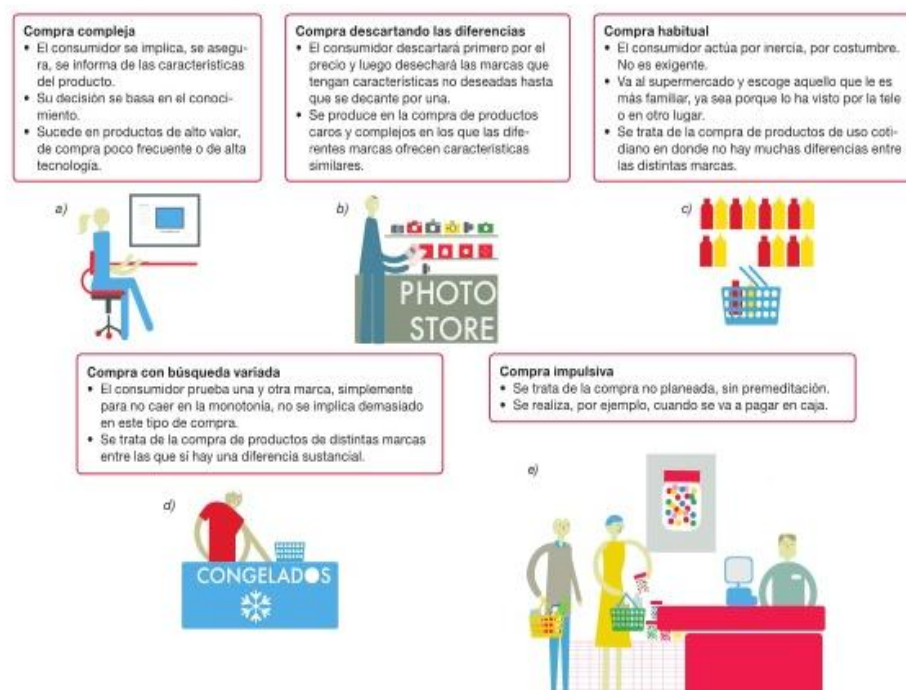 Compra compleja
• El consumidor se implica, se asegu-
ra, se informa de las características
del producto.
• Su decisión se basa en el conoci-
miento.
• Sucede en productos de alto valor,
de compra poco frecuente o de alta
tecnología.
Compra descartando las diferencias
• El consumidor descartará primero por el
precio y luego desechará las marcas que
tengan características no deseadas hasta
que se decante por una.
• Se produce en la compra de productos
caros y complejos en los que las dife-
rentes marcas ofrecen características
similares.
Compra habitual
• El consumidor actúa por inercia, por costumbre.
No es exigente.
• Va al supermercado y escoge aquello que le es
más familiar, ya sea porque lo ha visto por la tele
o en otro lugar.
• Se trata de la compra de productos de uso coti-
diano en donde no hay muchas diferencias entre
las distintas marcas.
a)
b)
PHOTO
STORE
c)
Compra con búsqueda variada
• El consumidor prueba una y otra marca, simplemente
para no caer en la monotonía, no se implica demasiado
en este tipo de compra.
• Se trata de la compra de productos de distintas marcas
entre las que sí hay una diferencia sustancial.
Compra impulsiva
• Se trata de la compra no planeada, sin premeditación.
• Se realiza, por ejemplo, cuando se va a pagar en caja.
d)
CONGELADOS
e)